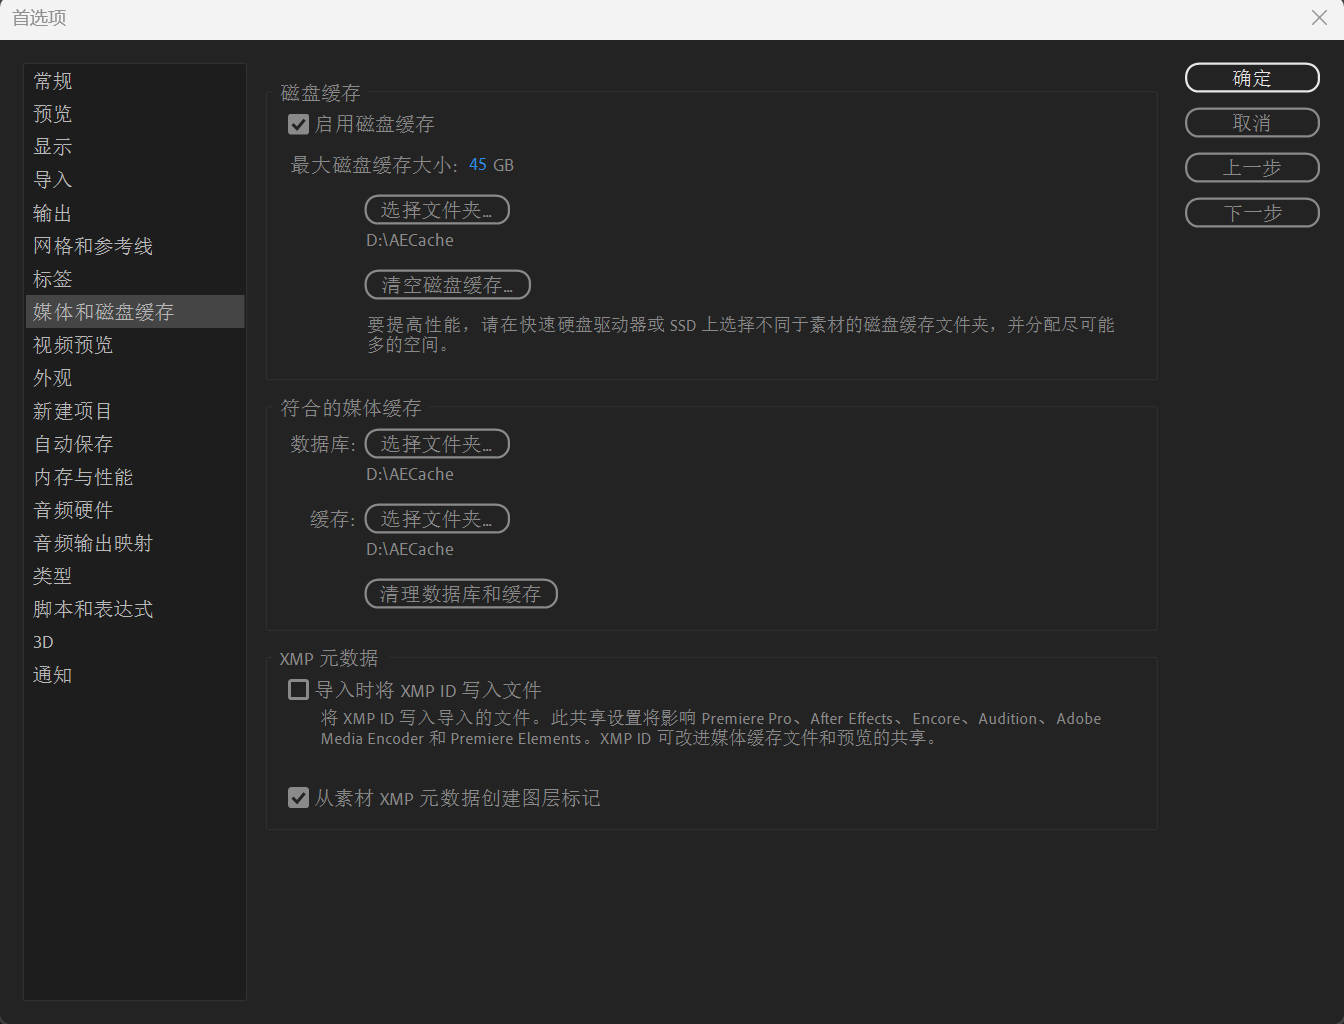 首选项
常规
预览
显示
导入
输出
网格和参考线
标签
媒体和磁盘缓存
视频预览
外观
新建项目
自动保存
内存与性能
音频硬件
音频输出映射
类型
脚本和表达式
3D
通知
磁盘缓存
启用磁盘缓存
最大磁盘缓存大小: 45 GB
选择文件夹...
D:\AECache
清空磁盘缓存...
要提高性能，请在快速硬盘驱动器或 SSD 上选择不同于素材的磁盘缓存文件夹，并分配尽可能
多的空间。
符合的媒体缓存
数据库: 选择文件夹...
D:\AECache
缓存: 选择文件夹...
D:\AECache
清理数据库和缓存
XMP 元数据
导入时将 XMP ID 写入文件
将 XMP ID 写入导入的文件。此共享设置将影响 Premiere Pro、After Effects、Encore、Audition、Adobe
Media Encoder 和 Premiere Elements。XMP ID 可改进媒体缓存文件和预览的共享。
从素材 XMP 元数据创建图层标记
确定
取消
上一步
下一步